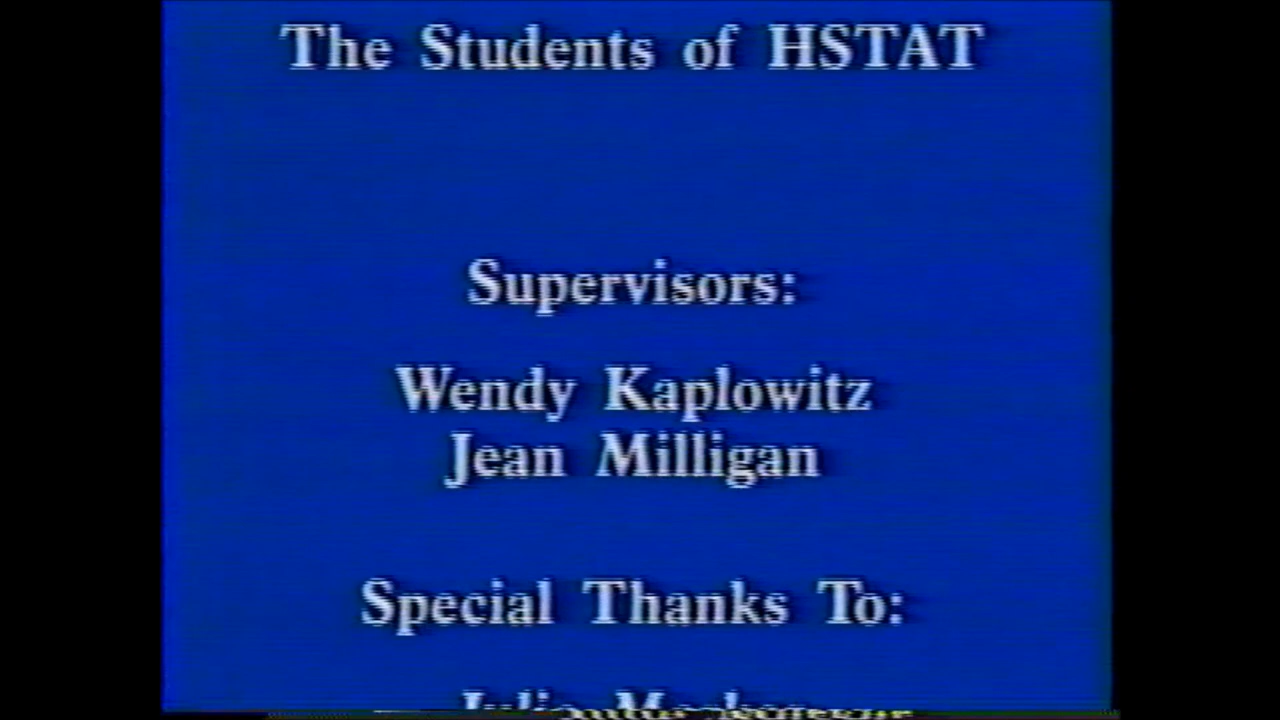 The Students of HSTAT
Supervisors:
Wendy Kaplowitz
Jean Milligan
Special Thanks To: